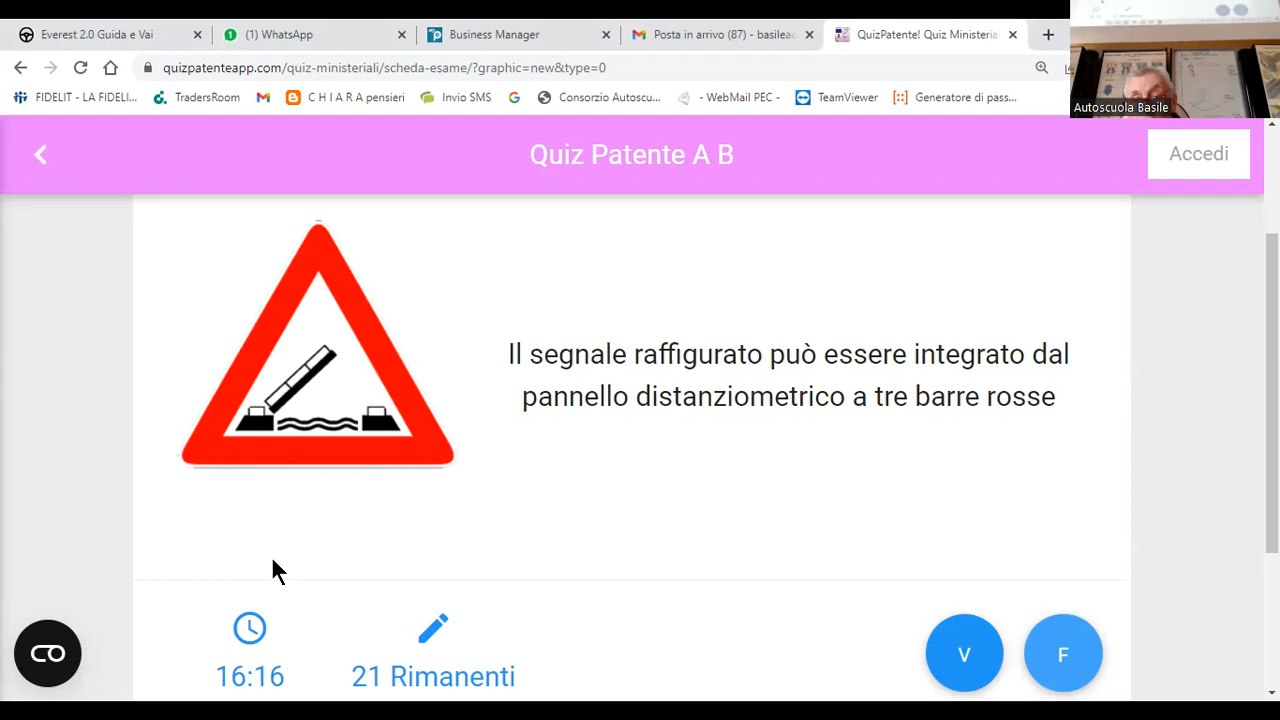 Everest 2.0 Guida e Vai
(1) WhatsApp
Business Manager
Posta in arrivo (87) - basileau
QuizPatente! Quiz Ministeria
quizpatenteapp.com/quiz-ministeriali/schedaesame/?graphic=new&type=0
FIDELIT - LA FIDELI...
TradersRoom
C H I A R A pensieri
Invio SMS
Consorzio Autoscu...
- WebMail PEC -
TeamViewer
Generatore di pass...
Autoscuola Basile
Quiz Patente A B
Accedi
Il segnale raffigurato può essere integrato dal
pannello distanziometrico a tre barre rosse
16:16
21 Rimanenti
V
F